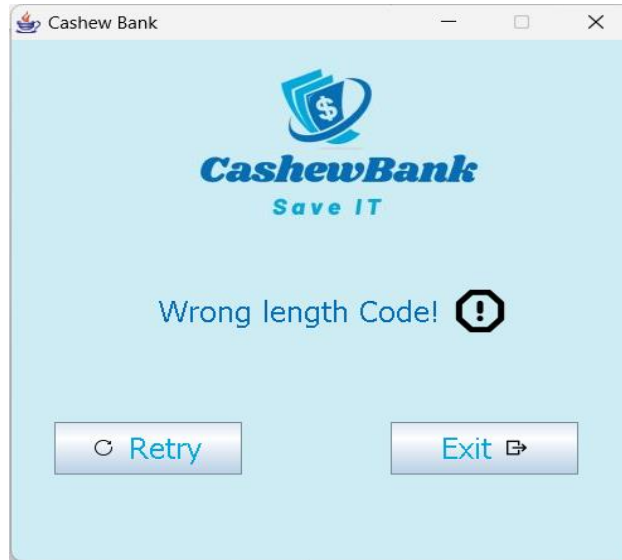 Cashew Bank
$
CashewBank
Save IT
Wrong length Code!
Retry
Exit